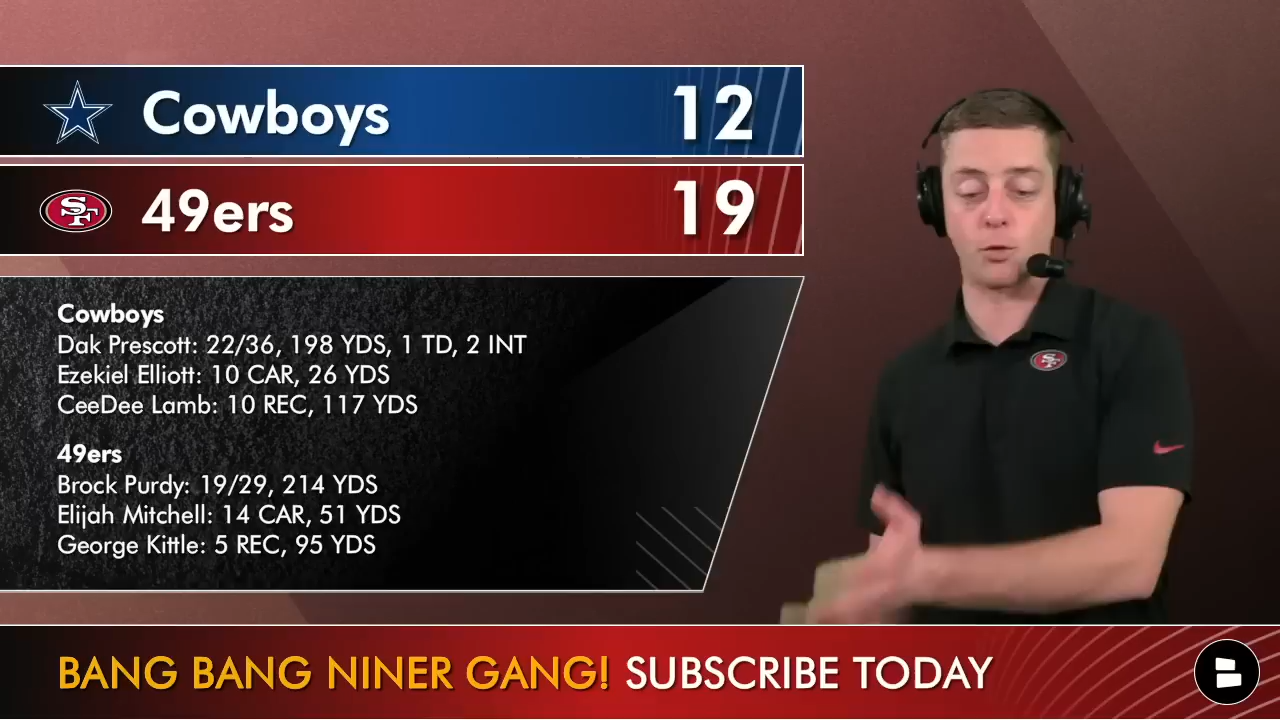 Cowboys 12
SF 49ers 19
Cowboys
Dak Prescott: 22/36, 198 YDS, 1 TD, 2 INT
Ezekiel Elliott: 10 CAR, 26 YDS
CeeDee Lamb: 10 REC, 117 YDS
49ers
Brock Purdy: 19/29, 214 YDS
Elijah Mitchell: 14 CAR, 51 YDS
George Kittle: 5 REC, 95 YDS
SF
BANG BANG NINER GANG! SUBSCRIBE TODAY